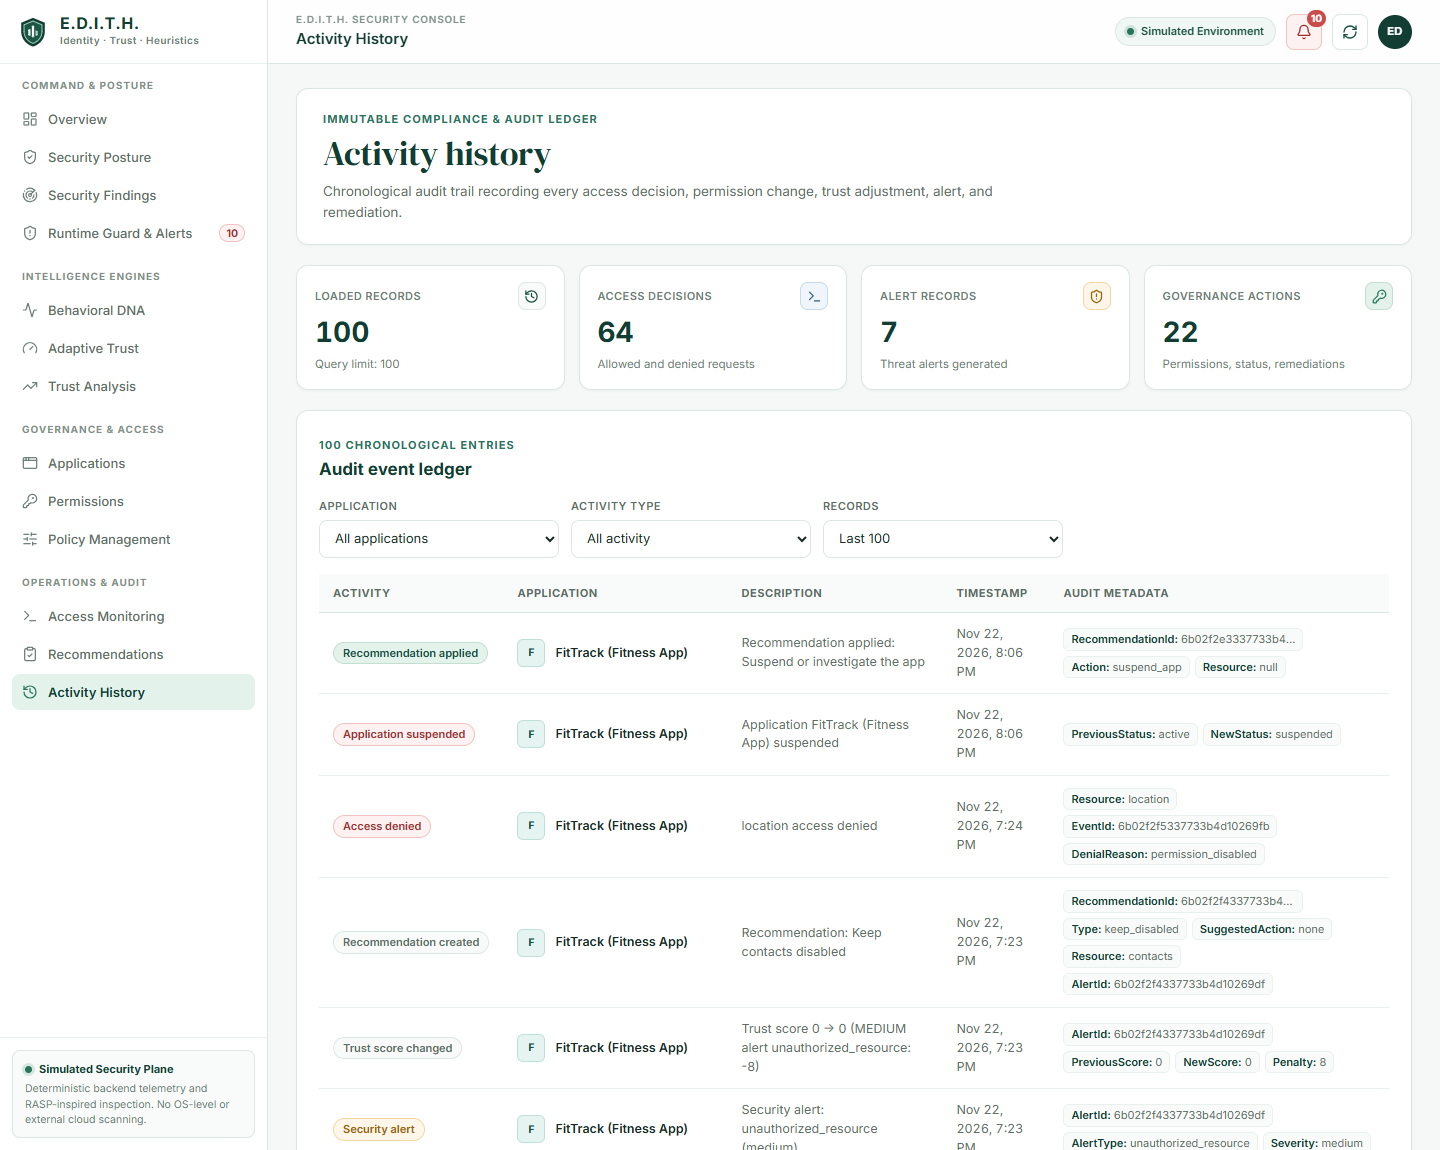 E.D.I.T.H.
Identity · Trust · Heuristics
COMMAND & POSTURE
Overview
Security Posture
Security Findings
Runtime Guard & Alerts
10
INTELLIGENCE ENGINES
Behavioral DNA
Adaptive Trust
Trust Analysis
GOVERNANCE & ACCESS
Applications
Permissions
Policy Management
OPERATIONS & AUDIT
Access Monitoring
Recommendations
Activity History
Simulated Security Plane
Deterministic backend telemetry and
RASP-inspired inspection. No OS-level or
external cloud scanning.
E.D.I.T.H. SECURITY CONSOLE
Activity History
Simulated Environment
10
ED
IMMUTABLE COMPLIANCE & AUDIT LEDGER
Activity history
Chronological audit trail recording every access decision, permission change, trust adjustment, alert, and
remediation.
LOADED RECORDS
100
Query limit: 100
ACCESS DECISIONS
64
Allowed and denied requests
ALERT RECORDS
7
Threat alerts generated
GOVERNANCE ACTIONS
22
Permissions, status, remediations
100 CHRONOLOGICAL ENTRIES
Audit event ledger
APPLICATION
All applications
ACTIVITY TYPE
All activity
RECORDS
Last 100
ACTIVITY APPLICATION DESCRIPTION TIMESTAMP AUDIT METADATA
Recommendation applied
F FitTrack (Fitness App)
Recommendation applied:
Suspend or investigate the app
Nov 22,
2026, 8:06
PM
RecommendationId: 6b02f2e3337733b4...
Action: suspend_app Resource: null
Application suspended
F FitTrack (Fitness App)
Application FitTrack (Fitness
App) suspended
Nov 22,
2026, 8:06
PM
PreviousStatus: active NewStatus: suspended
Access denied
F FitTrack (Fitness App)
location access denied
Nov 22,
2026, 7:24
PM
Resource: location
EventId: 6b02f2f5337733b4d10269fb
DenialReason: permission_disabled
Recommendation created
F FitTrack (Fitness App)
Recommendation: Keep
contacts disabled
Nov 22,
2026, 7:23
PM
RecommendationId: 6b02f2f4337733b4...
Type: keep_disabled SuggestedAction: none
Resource: contacts
AlertId: 6b02f2f4337733b4d10269df
Trust score changed
F FitTrack (Fitness App)
Trust score 0 → 0 (MEDIUM
alert unauthorized_resource:
-8)
Nov 22,
2026, 7:23
PM
AlertId: 6b02f2f4337733b4d10269df
PreviousScore: 0 NewScore: 0 Penalty: 8
Security alert
F FitTrack (Fitness App)
Security alert:
unauthorized_resource
(medium)
Nov 22,
2026, 7:23
PM
AlertId: 6b02f2f4337733b4d10269df
AlertType: unauthorized_resource Severity: medium